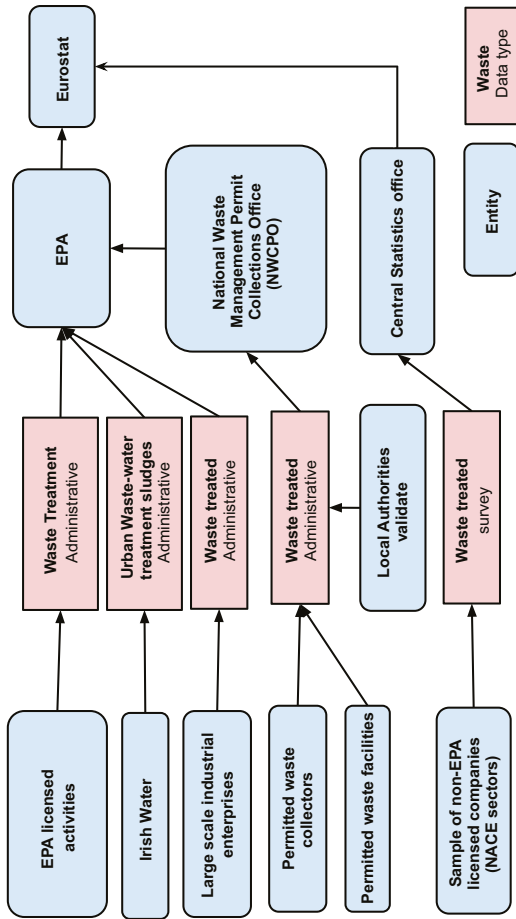 EPA licensed
activities
Irish Water
Large scale industrial
enterprises
Permitted waste
collectors
Permitted waste facilities
Sample of non-EPA
licensed companies
(NACE sectors)
Waste Treatment
Administrative
Urban Waste-water
treatment sludges
Administrative
Waste treated
Administrative
Waste treated
Administrative
Local Authorities
validate
Waste treated
survey
EPA
National Waste
Management Permit
Collections Office
(NWCPO)
Central Statistics office
Eurostat
Entity
Waste
Data type